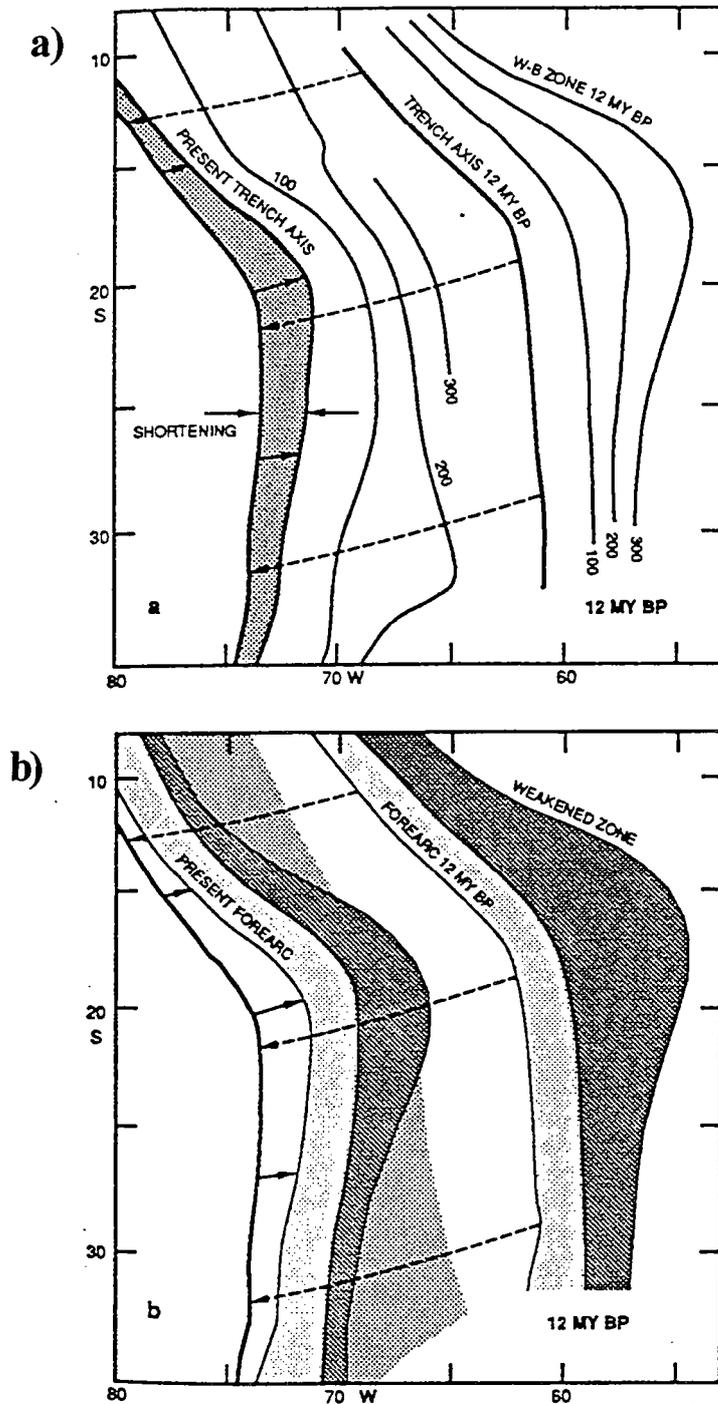 a)
10
20
S
30
80
70 W
60
W-B ZONE 12 MY BP
TRENCH AXIS 12 MY BP
PRESENT TRENCH AXIS
100
300
200
SHORTENING
100
200
300
a
12 MY BP
b)
10
20
S
30
80
70
W
60
WEAKENED ZONE
FOREARC 12 MY BP
PRESENT FOREARC
b
12 MY BP